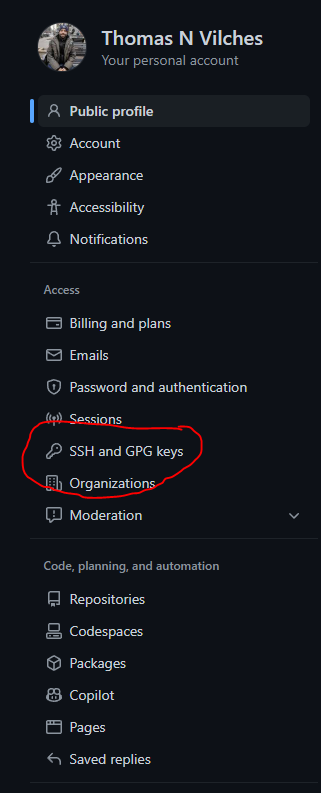 Thomas N Vilches
Your personal account
Public profile
Account
Appearance
Accessibility
Notifications
Access
Billing and plans
Emails
Password and authentication
Sessions
SSH and GPG keys
Organizations
Moderation
Code, planning, and automation
Repositories
Codespaces
Packages
Copilot
Pages
Saved replies